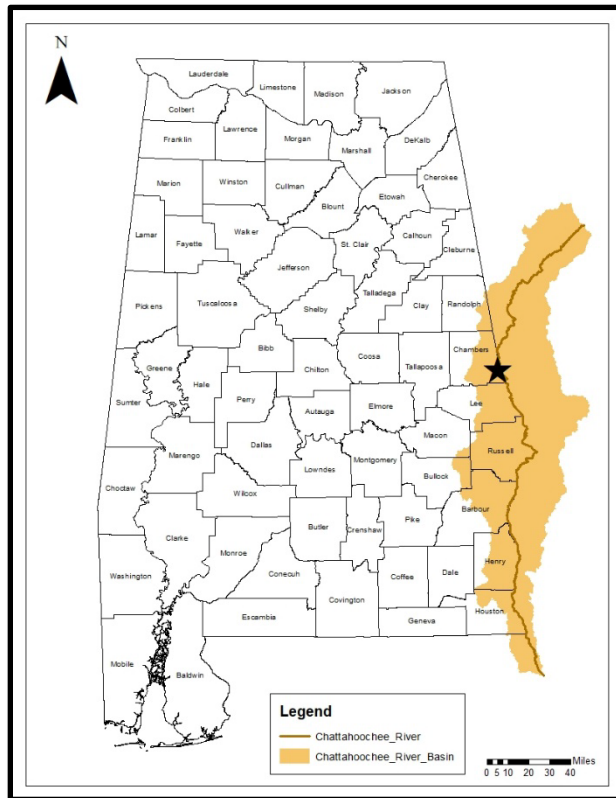 N
Lauderdale
Limestone
Madison
Jackson
Colbert
Lawrence
Franklin
Morgan
Marshall
DeKalb
Marion
Winston
Cullman
Cherokee
Etowah
Blount
Lamar
Walker
St. Clair
Calhoun
Fayette
Cleburne
Jefferson
Talladega
Pickens
Tuscaloosa
Shelby
Clay
Randolph
Bibb
Chambers
Greene
Chilton
Coosa
Tallapoosa
Hale
Sumter
Perry
Autauga
Elmore
Lee
Macon
Dallas
Russell
Marengo
Lowndes
Montgomery
Bullock
Choctaw
Wilcox
Barbour
Clarke
Butler
Crenshaw
Pike
Monroe
Henry
Washington
Conecuh
Coffee
Dale
Covington
Houston
Escambia
Geneva
Mobile
Baldwin
Legend
Chattahoochee_River
Chattahoochee_River_Basin
Miles
0 5 10 20 30 40